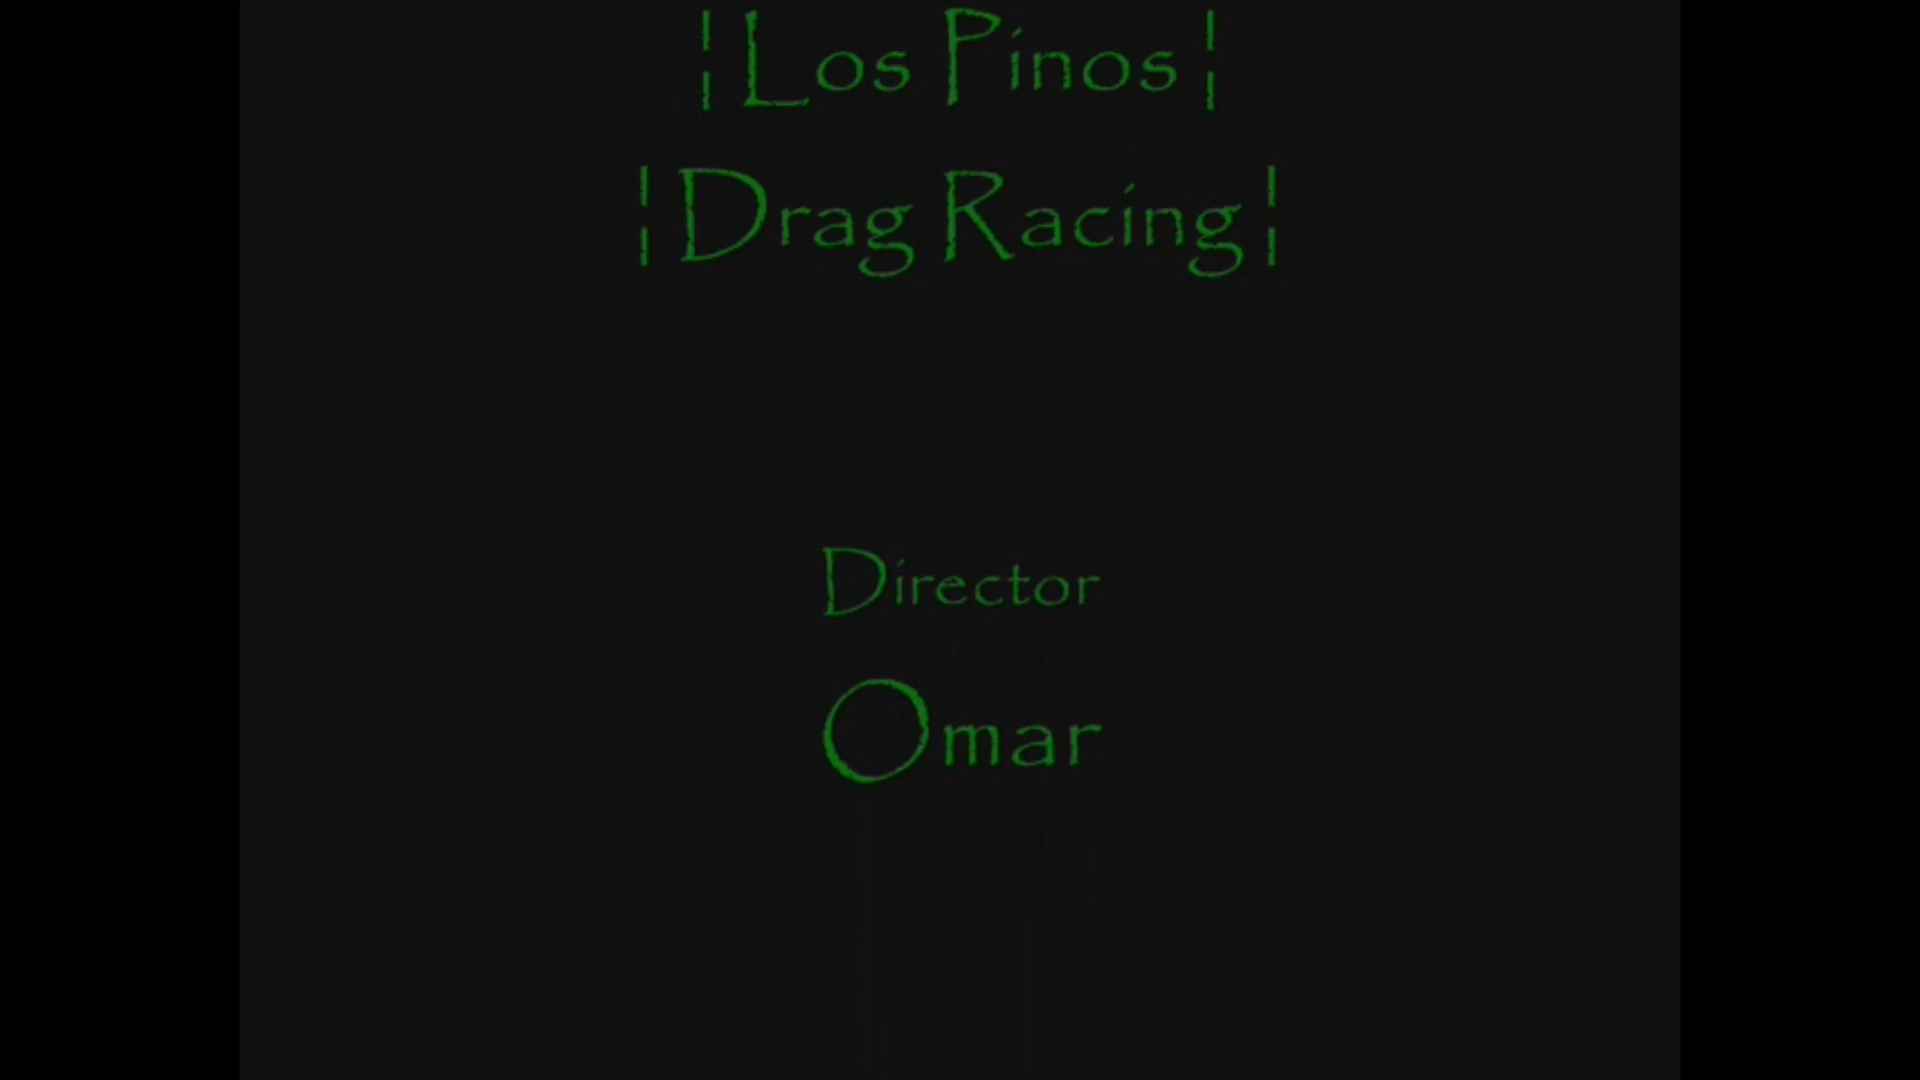 ¦ Los Pinos ¦
¦ Drag Racing ¦
Director
Omar